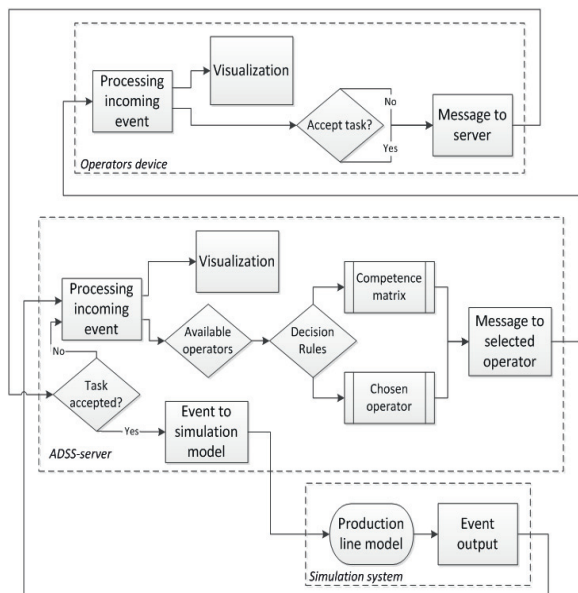 Processing
incoming
event
Visualization
Accept task?
No
Yes
Message to
server
Operators device
Processing
incoming
event
Visualization
Available
operators
Decision
Rules
Competence
matrix
Chosen
operator
Message to
selected
operator
No
Task
accepted?
Yes
Event to
simulation
model
ADSS-server
Production
line model
Event
output
Simulation system